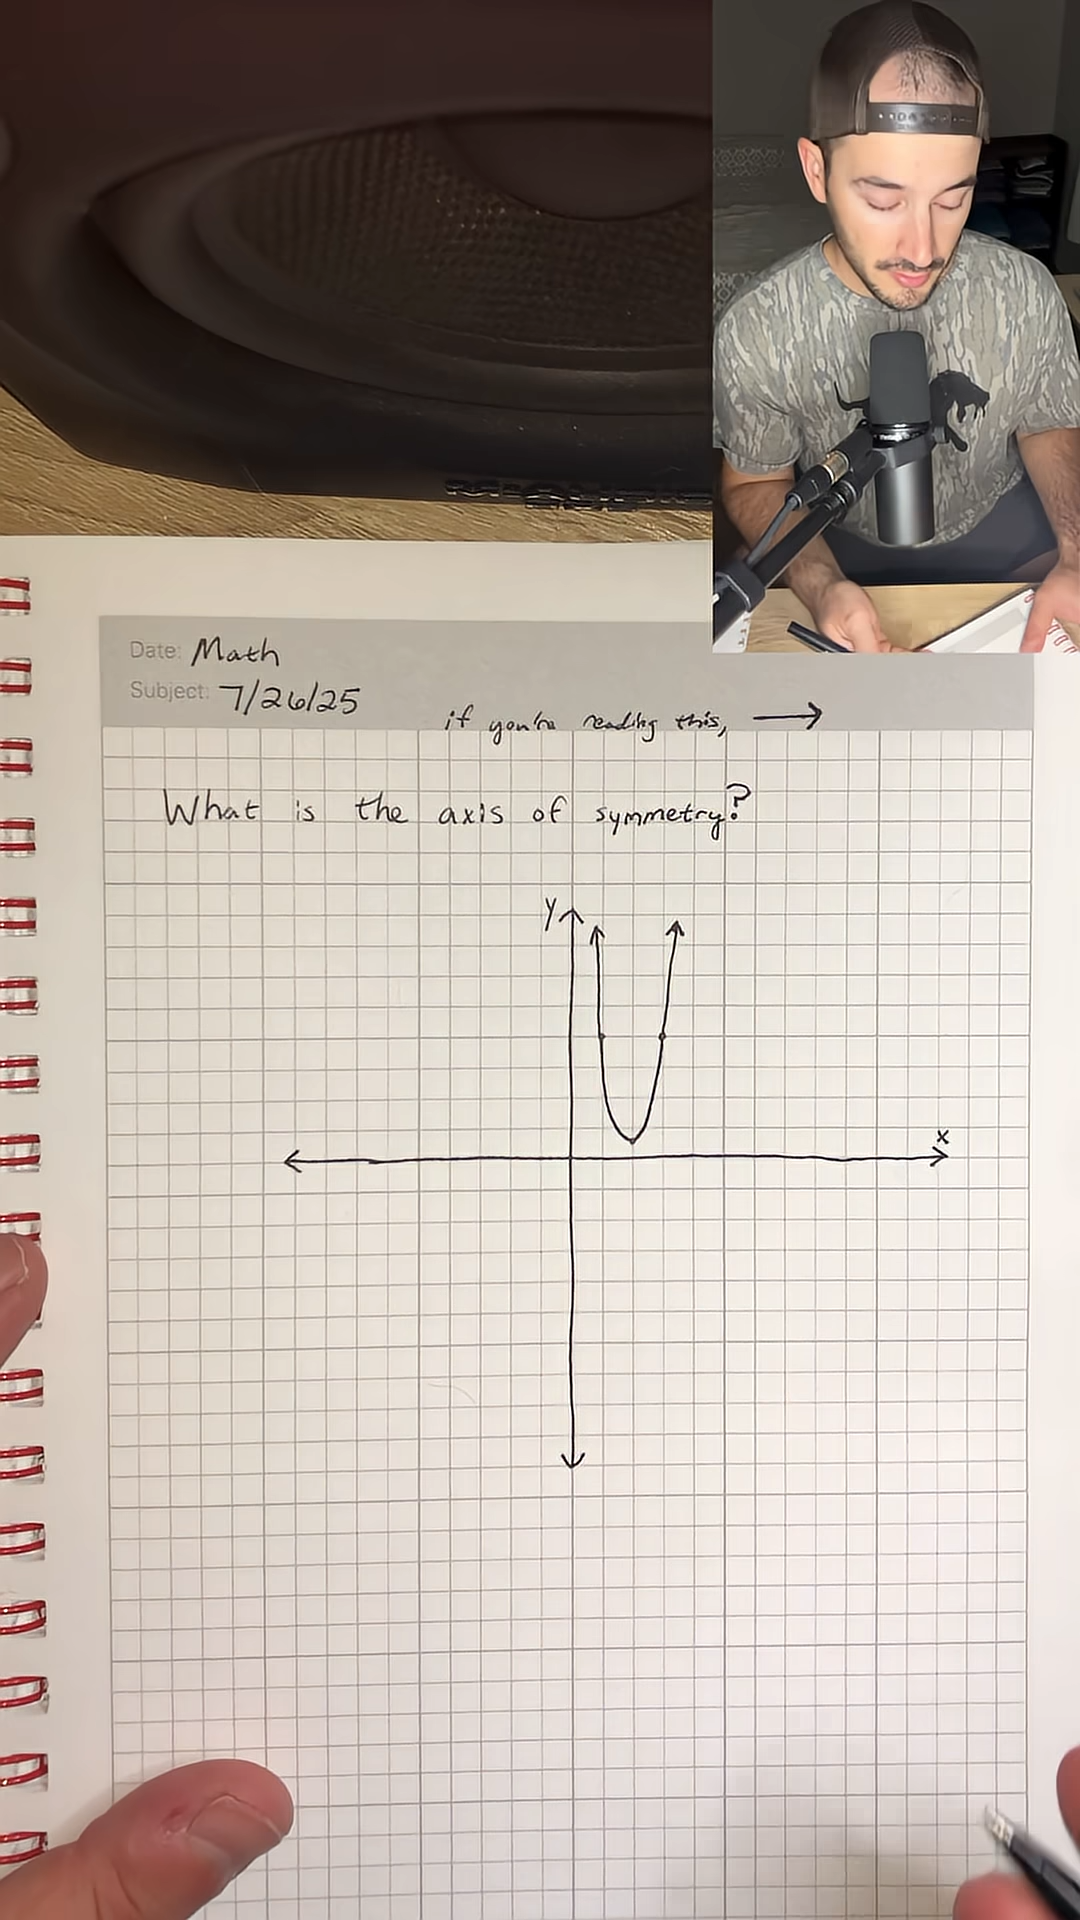 Date: Math
Subject: 7/26/25
if you're reading this, →
What is the axis of symmetry?
y
x